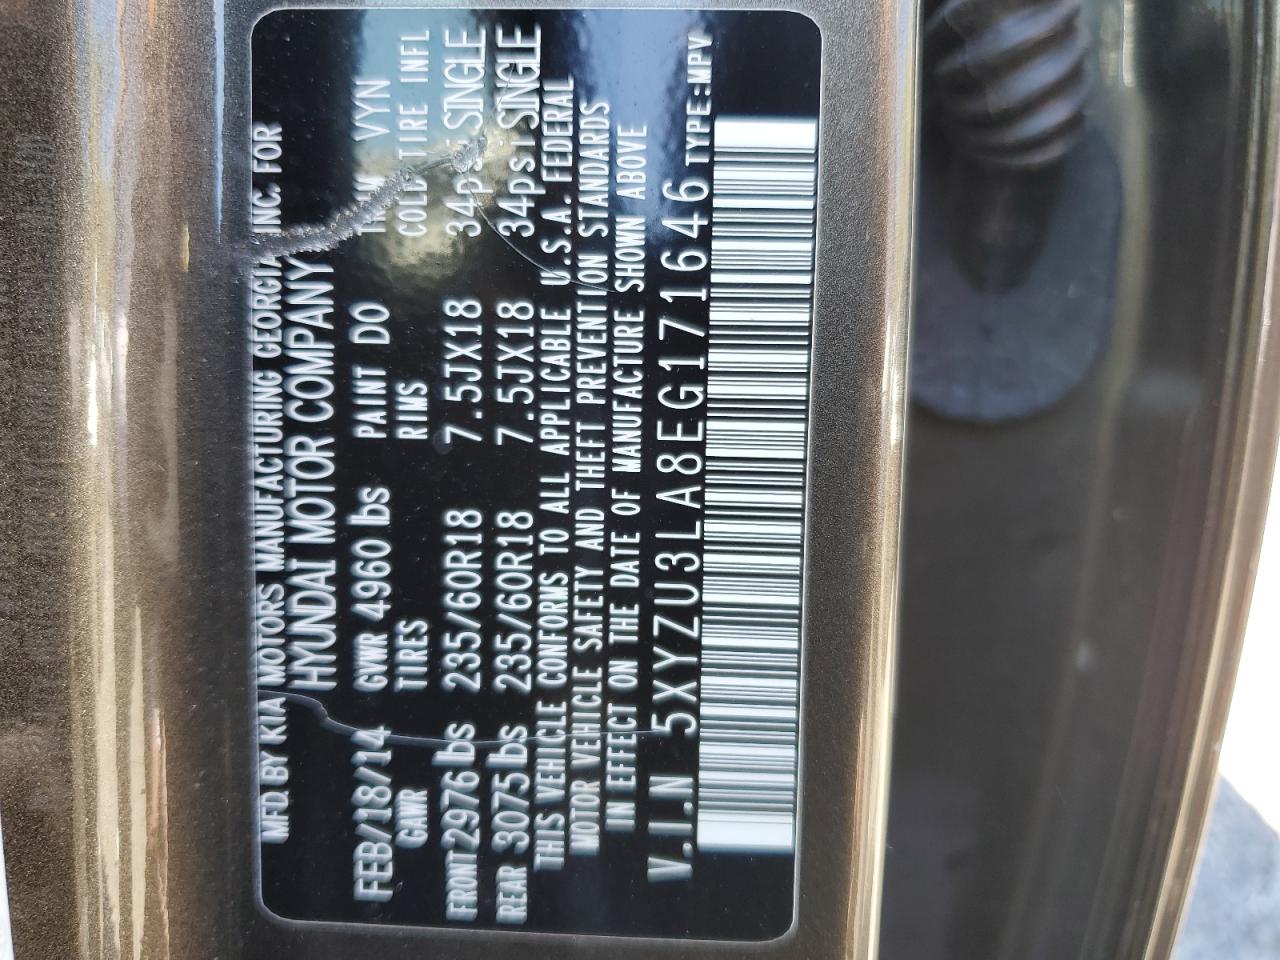 MFD. BY KIA MOTORS MANUFACTURING GEORGIA INC. FOR
HYUNDAI MOTOR COMPANY
FEB/18/14 GVWR 4960 lbs PAINT D0 VYN
GAWR TIRES RIMS COLD TIRE INFL
FRONT 2976 lbs 235/60R18 7.5JX18 34psi SINGLE
REAR 3075 lbs 235/60R18 7.5JX18 34psi SINGLE
THIS VEHICLE CONFORMS TO ALL APPLICABLE U.S.A. FEDERAL
MOTOR VEHICLE SAFETY AND THEFT PREVENTION STANDARDS
IN EFFECT ON THE DATE OF MANUFACTURE SHOWN ABOVE
V.I.N 5XYZU3LA8EG171646 TYPE:MPV